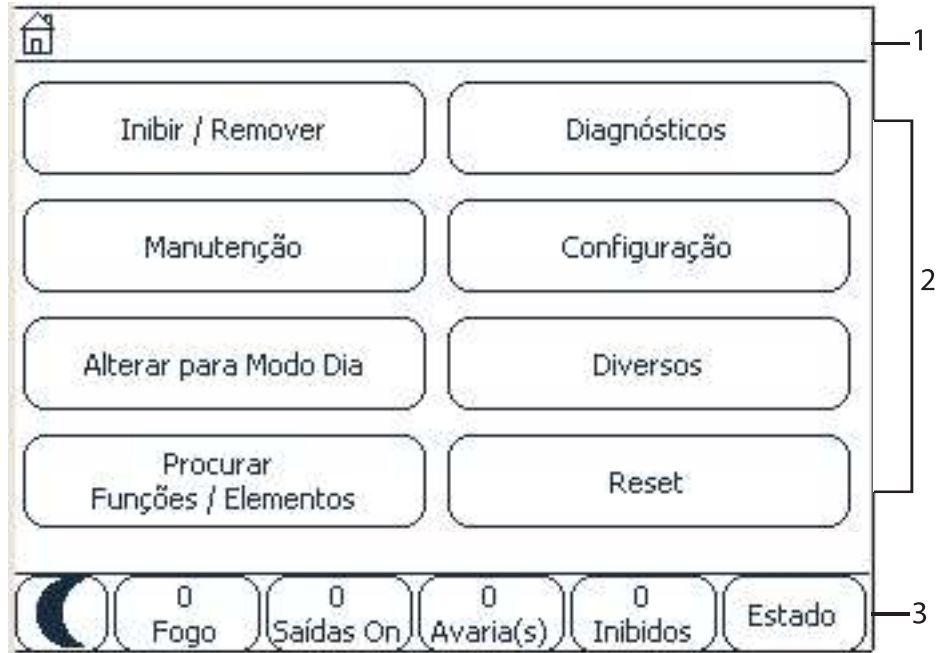 1
Inibir / Remover
Diagnósticos
Manutenção
Configuração
2
Alterar para Modo Dia
Diversos
Procurar
Funções / Elementos
Reset
0
Fogo
0
Saídas On
0
Avaria(s)
0
Inibidos
Estado
3